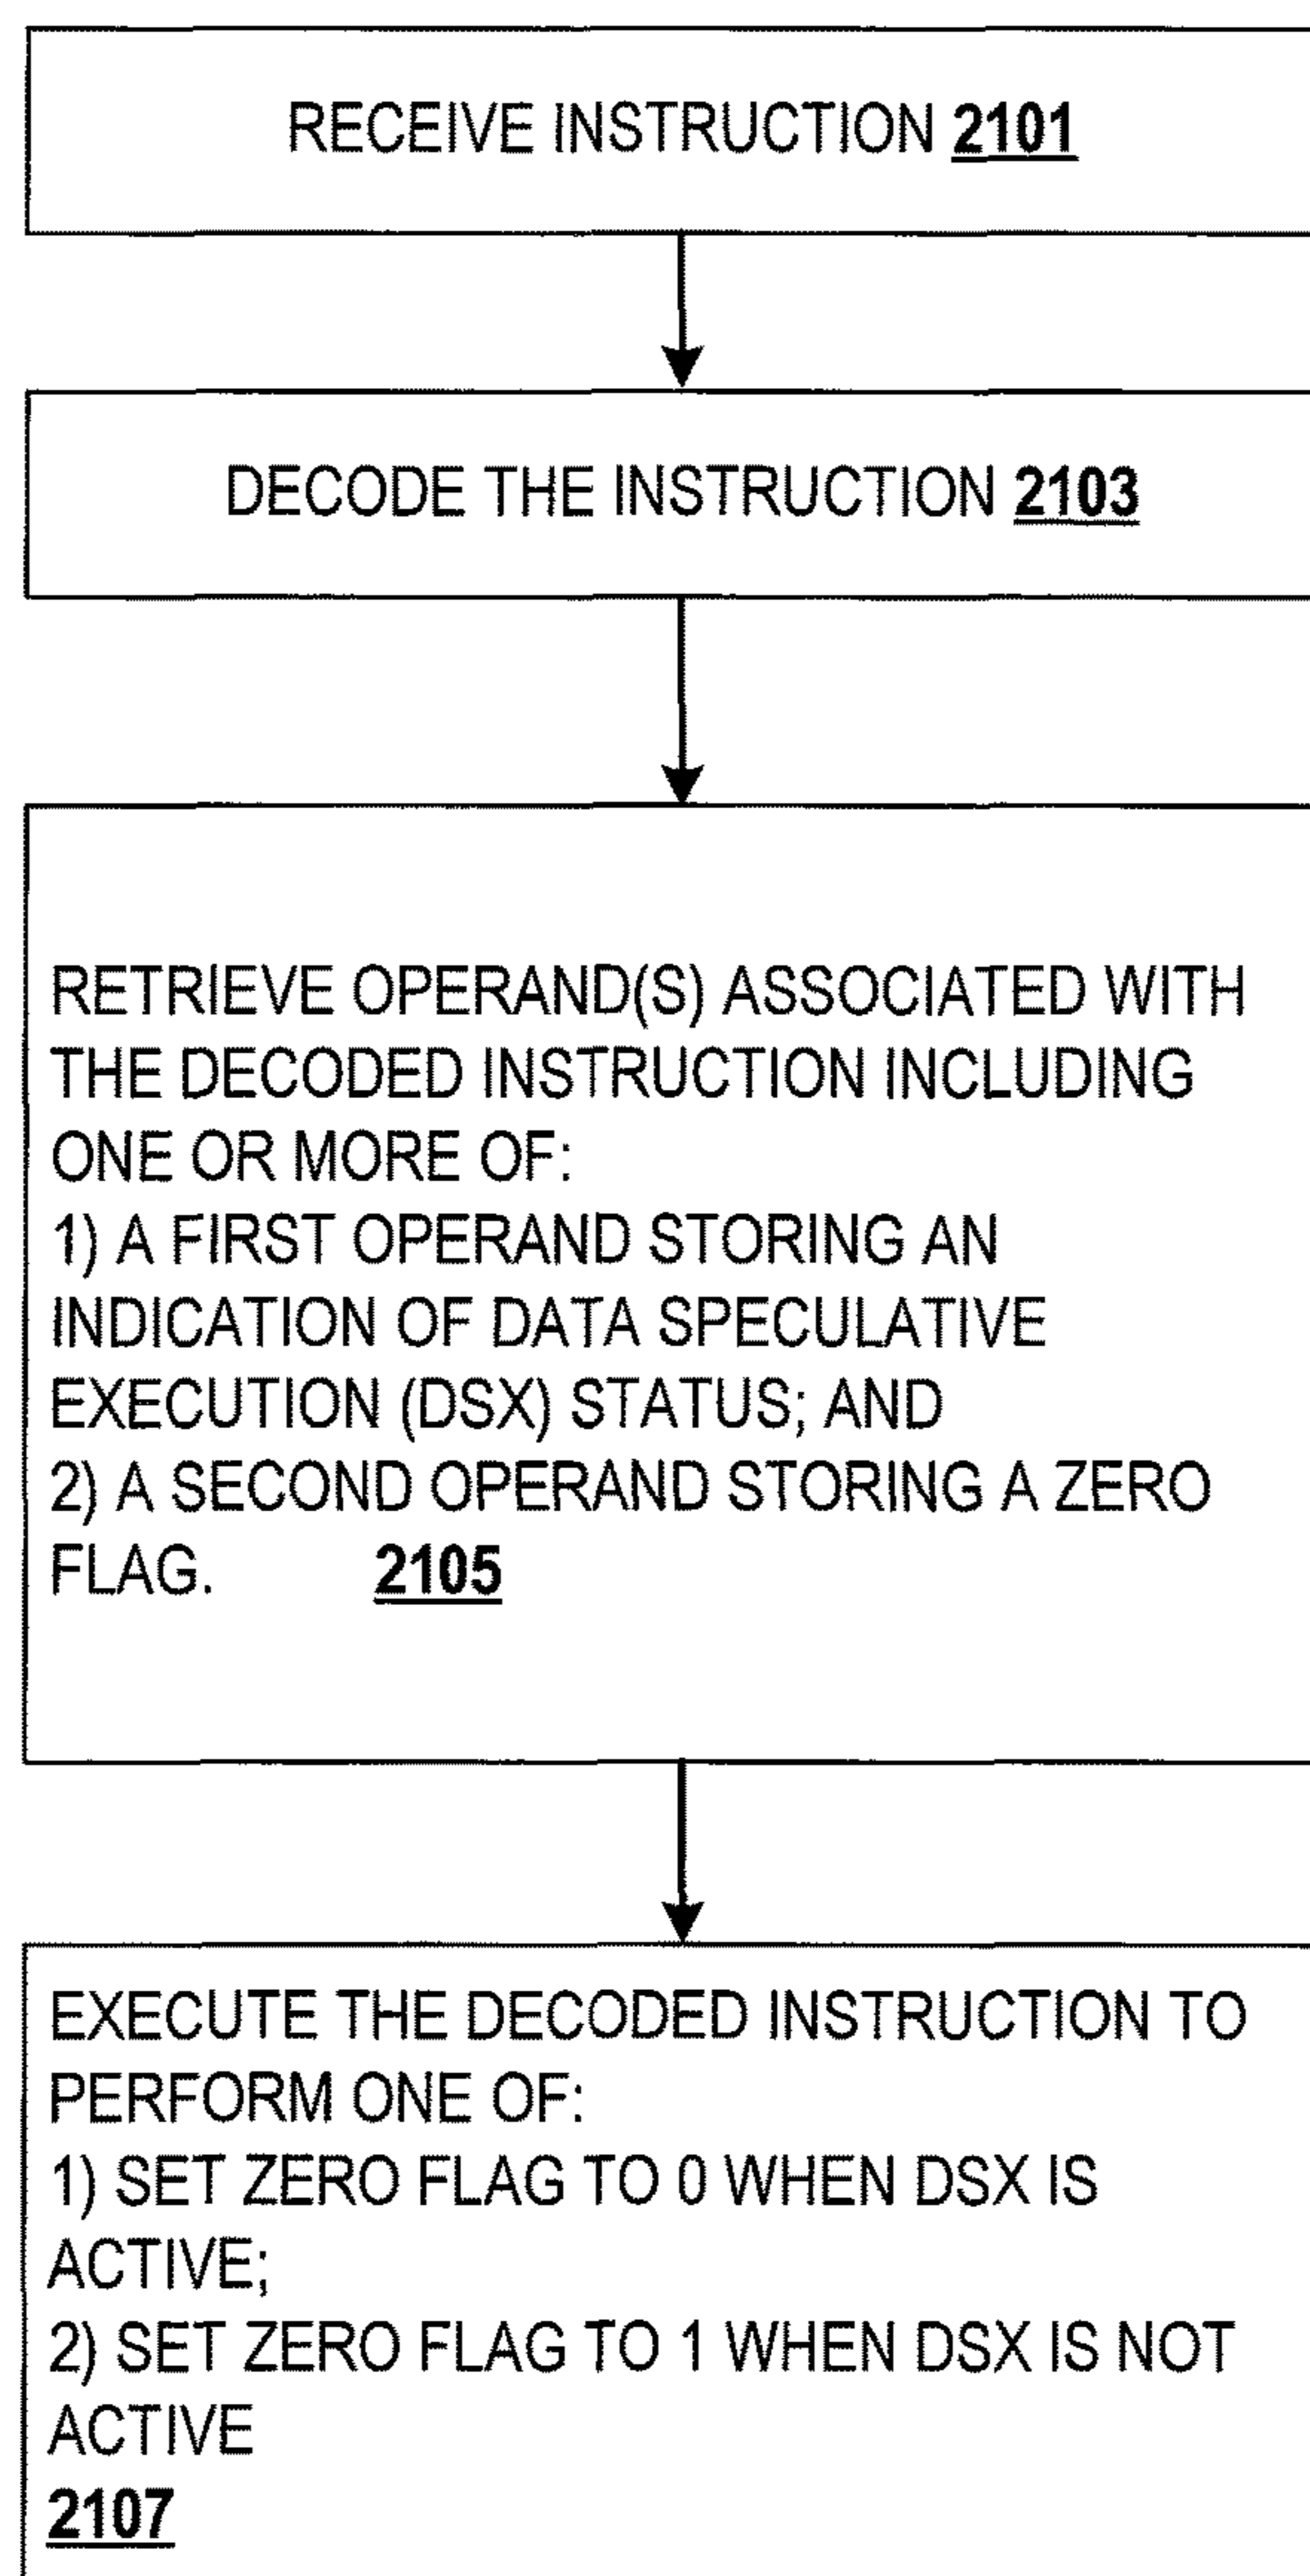 RECEIVE INSTRUCTION 2101
DECODE THE INSTRUCTION 2103
RETRIEVE OPERAND(S) ASSOCIATED WITH
THE DECODED INSTRUCTION INCLUDING
ONE OR MORE OF:
1) A FIRST OPERAND STORING AN
INDICATION OF DATA SPECULATIVE
EXECUTION (DSX) STATUS; AND
2) A SECOND OPERAND STORING A ZERO
FLAG. 2105
EXECUTE THE DECODED INSTRUCTION TO
PERFORM ONE OF:
1) SET ZERO FLAG TO 0 WHEN DSX IS
ACTIVE;
2) SET ZERO FLAG TO 1 WHEN DSX IS NOT
ACTIVE
2107